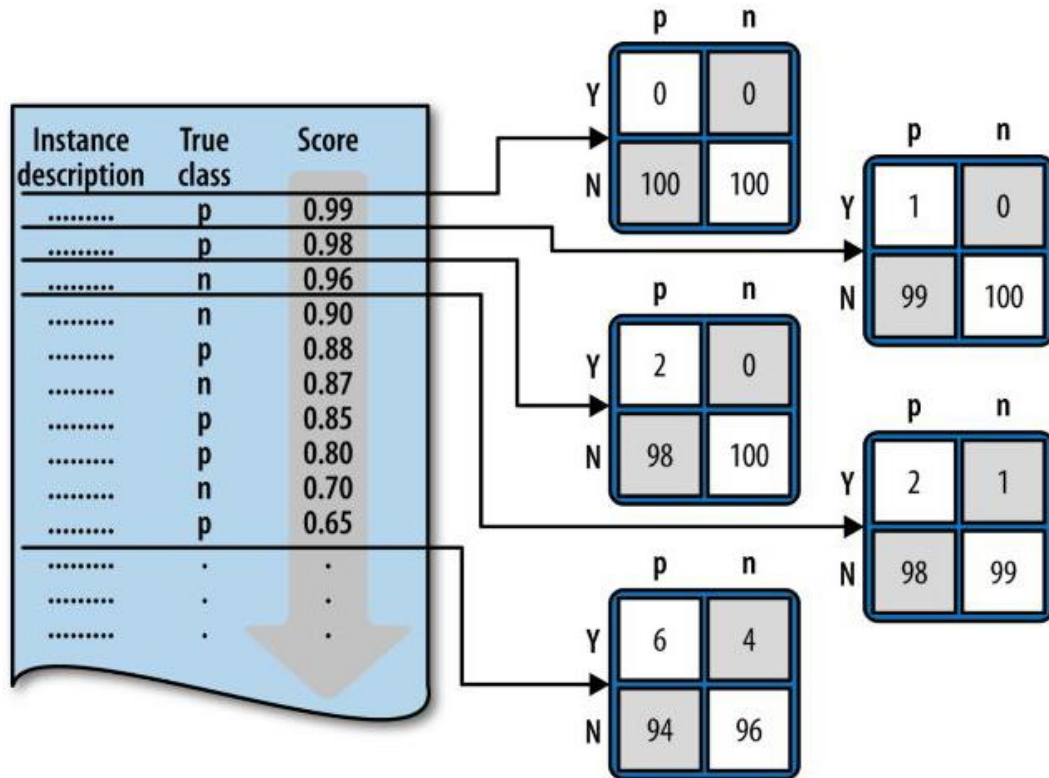 Instance description True class Score
......... p 0.99
......... p 0.98
......... n 0.96
......... n 0.90
......... p 0.88
......... n 0.87
......... p 0.85
......... p 0.80
......... n 0.70
......... p 0.65
......... . .
......... . .
......... . .
p n
Y 0 0
N 100 100
p n
Y 1 0
N 99 100
p n
Y 2 0
N 98 100
p n
Y 2 1
N 98 99
p n
Y 6 4
N 94 96